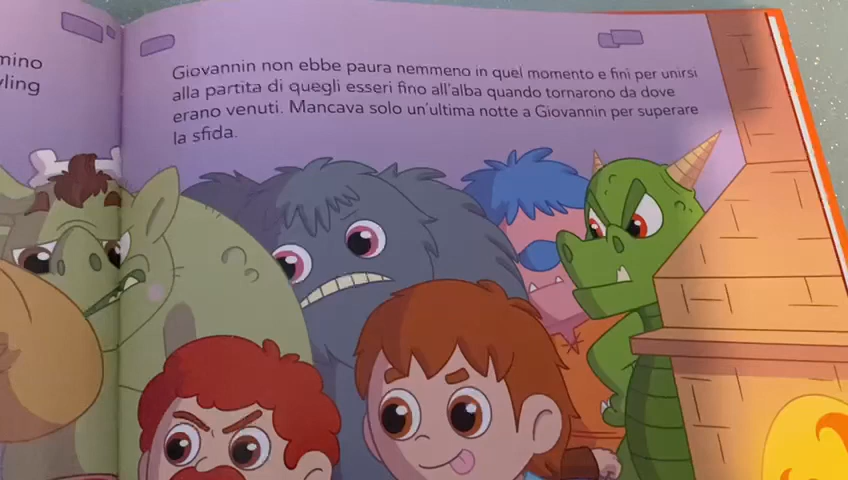 mino
ling
Giovannin non ebbe paura nemmeno in quel momento e finì per unirsi
alla partita di quegli esseri fino all'alba quando tornarono da dove
erano venuti. Mancava solo un'ultima notte a Giovannin per superare
la sfida.